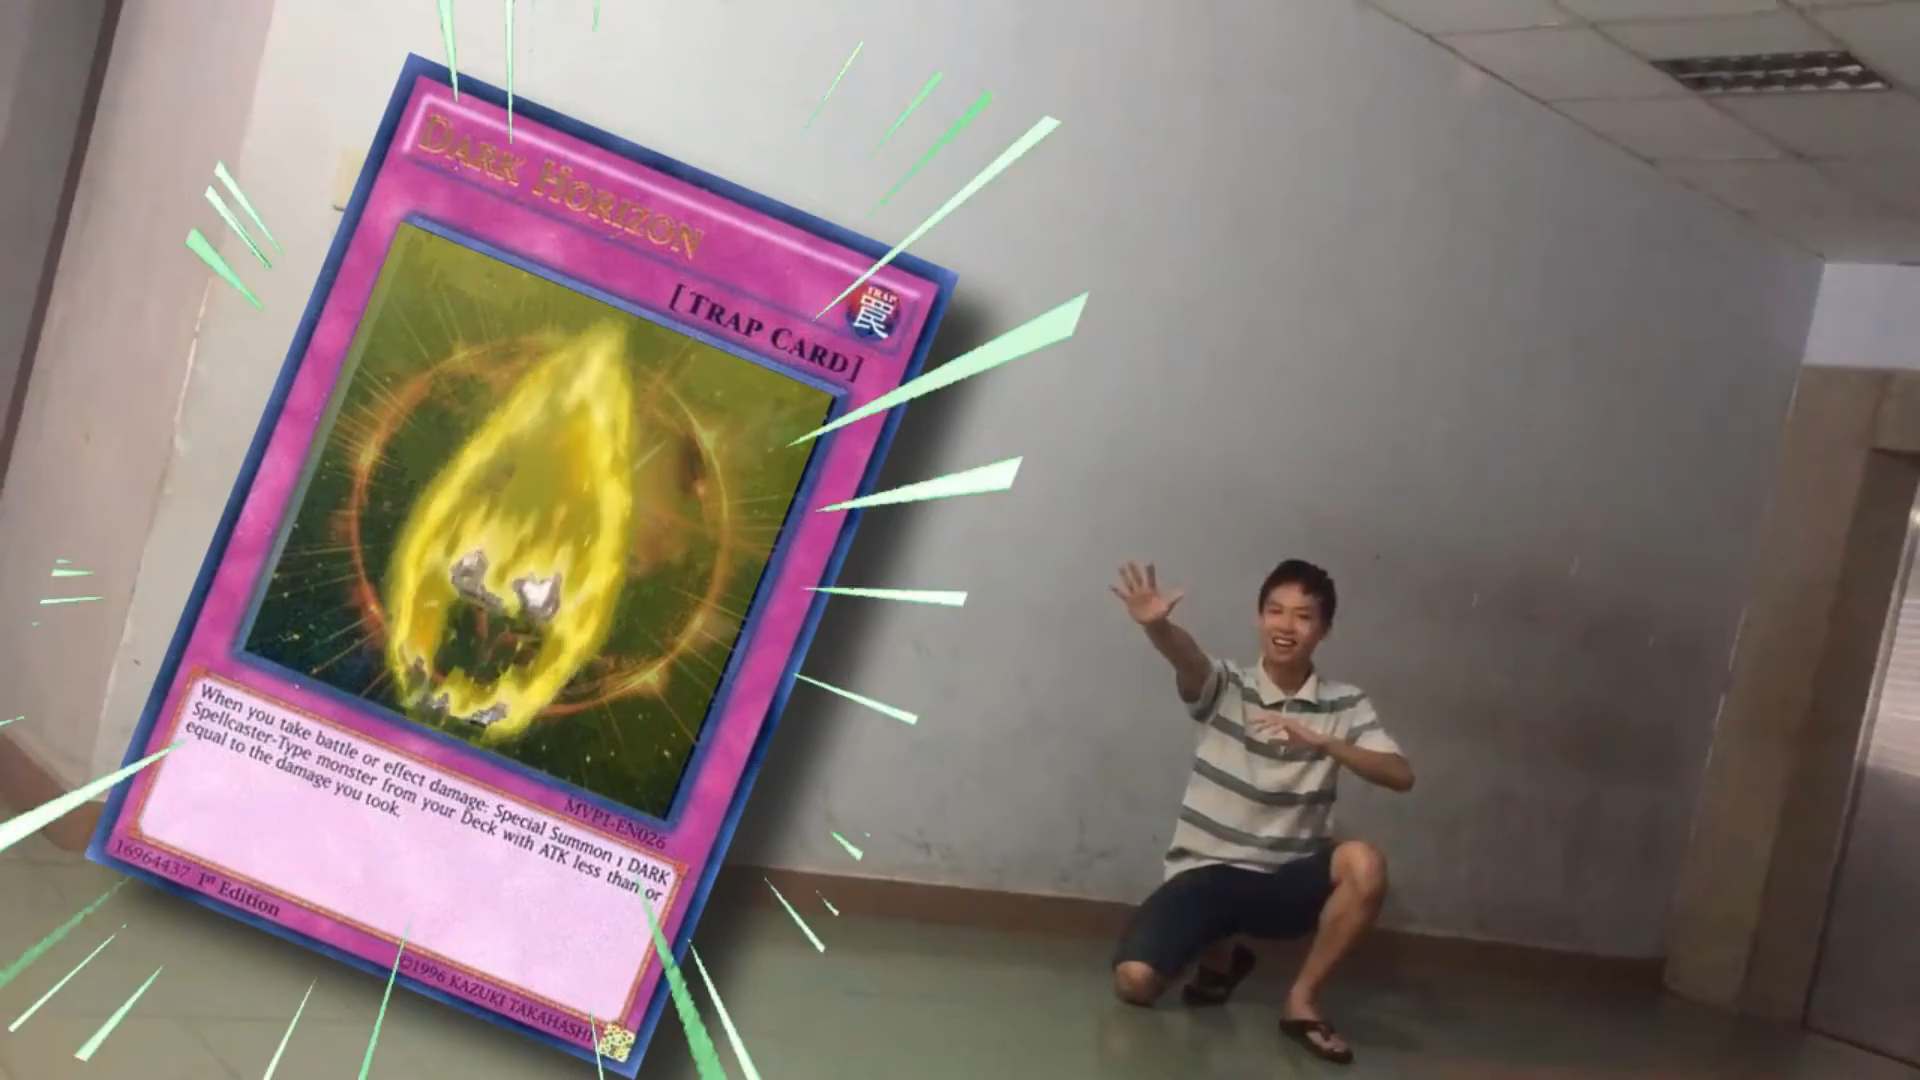 DARK HORIZON
TRAP
罠
[TRAP CARD]
MVP1-EN026
When you take battle or effect damage: Special Summon 1 DARK
Spellcaster-Type monster from your Deck with ATK less than or
equal to the damage you took.
16964437 1st Edition
©1996 KAZUKI TAKAHASHI